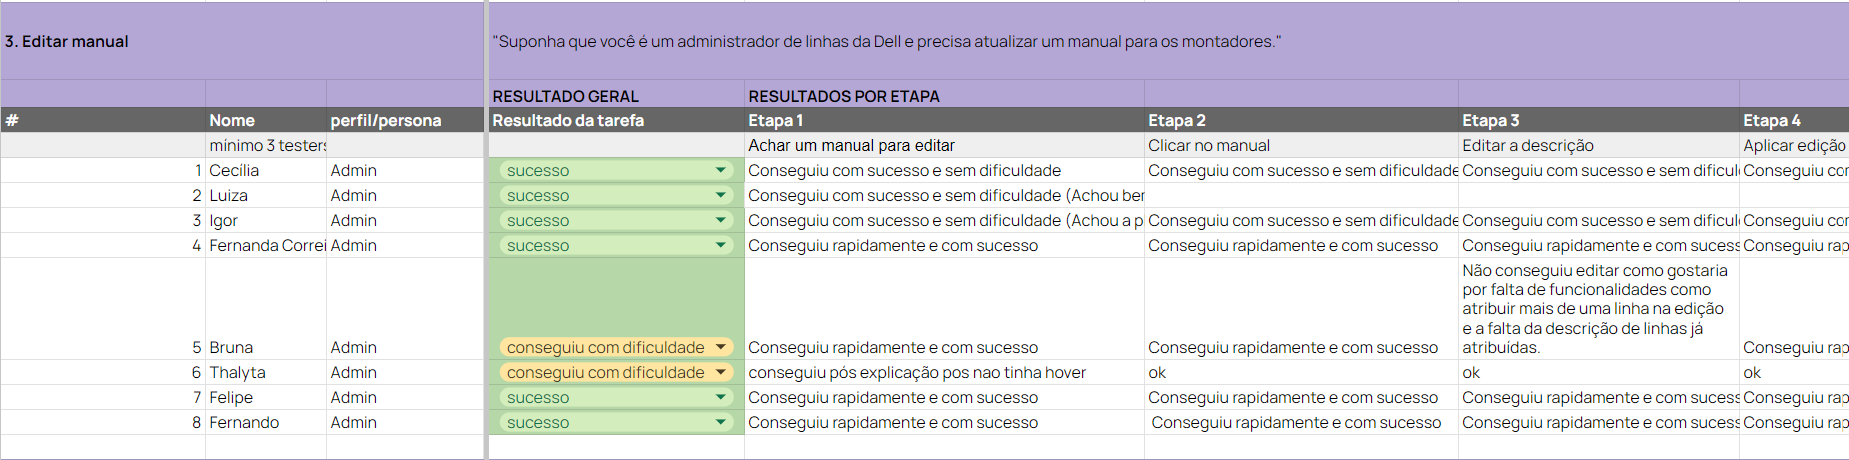 3. Editar manual
"Suponha que você é um administrador de linhas da Dell e precisa atualizar um manual para os montadores."
RESULTADO GERAL RESULTADOS POR ETAPA
# Nome perfil/persona Resultado da tarefa Etapa 1 Etapa 2 Etapa 3 Etapa 4
mínimo 3 testers Achar um manual para editar Clicar no manual Editar a descrição Aplicar edição
1 Cecília Admin sucesso Conseguiu com sucesso e sem dificuldade Conseguiu com sucesso e sem dificuldade Conseguiu com sucesso e sem dificul Conseguiu cor
2 Luiza Admin sucesso Conseguiu com sucesso e sem dificuldade (Achou ber
3 Igor Admin sucesso Conseguiu com sucesso e sem dificuldade (Achou a p Conseguiu com sucesso e sem dificuldade Conseguiu com sucesso e sem dificul Conseguiu cor
4 Fernanda Correi Admin sucesso Conseguiu rapidamente e com sucesso Conseguiu rapidamente e com sucesso Conseguiu rapidamente e com sucess Conseguiu rap
Não conseguiu editar como gostaria
por falta de funcionalidades como
atribuir mais de uma linha na edição
e a falta da descrição de linhas já
5 Bruna Admin conseguiu com dificuldade Conseguiu rapidamente e com sucesso Conseguiu rapidamente e com sucesso atribuídas. Conseguiu rap
6 Thalyta Admin conseguiu com dificuldade conseguiu pós explicação pos nao tinha hover ok ok ok
7 Felipe Admin sucesso Conseguiu rapidamente e com sucesso Conseguiu rapidamente e com sucesso Conseguiu rapidamente e com sucess Conseguiu rap
8 Fernando Admin sucesso Conseguiu rapidamente e com sucesso Conseguiu rapidamente e com sucesso Conseguiu rapidamente e com sucess Conseguiu rap